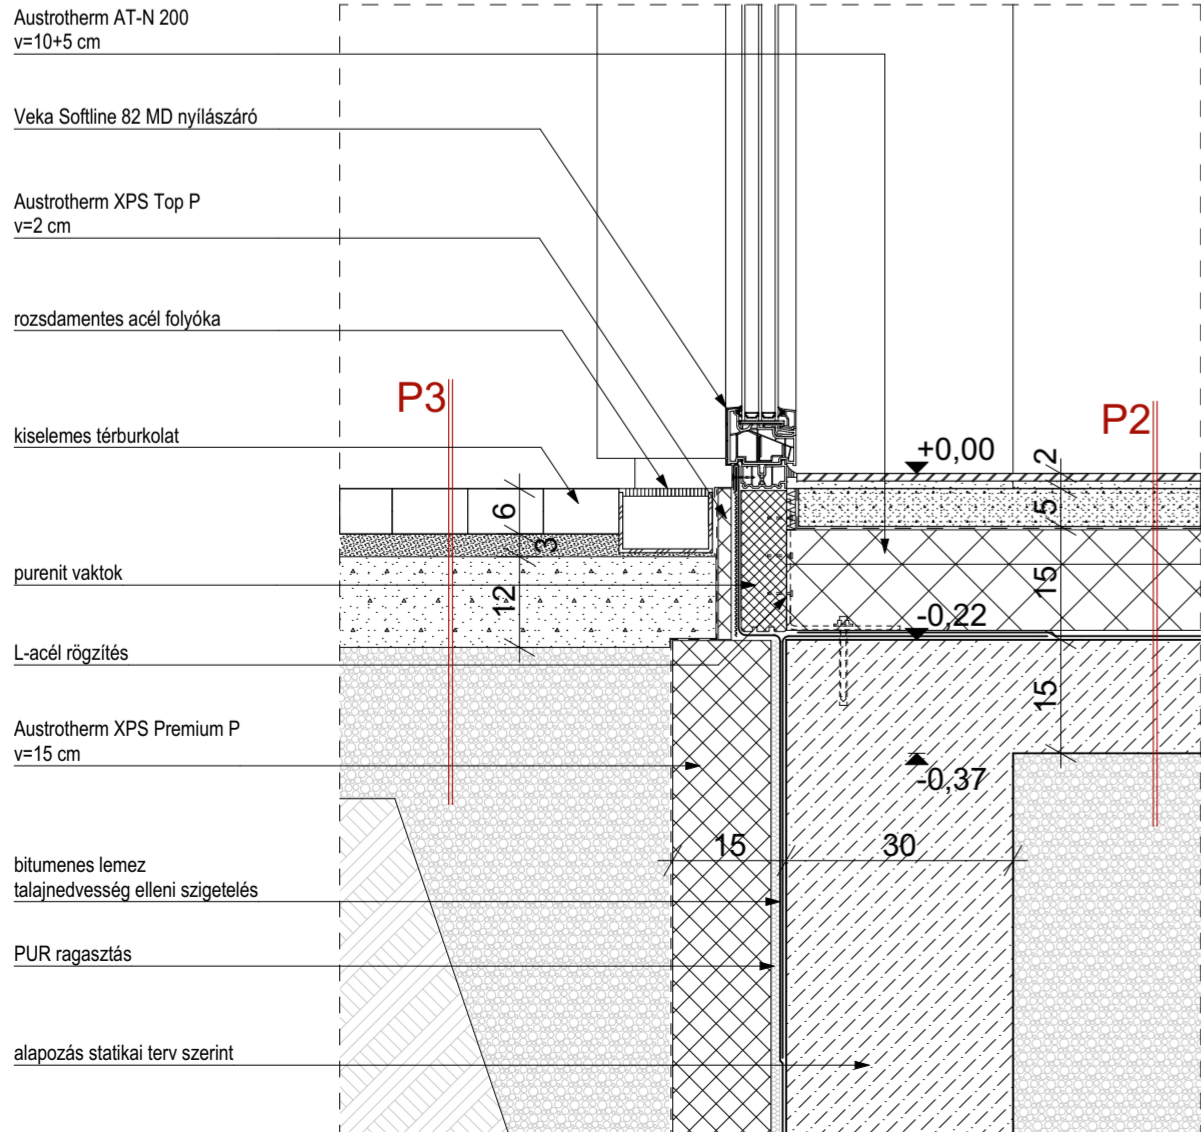 Austrotherm AT-N 200
v=10+5 cm
Veka Softline 82 MD nyílászáró
Austrotherm XPS Top P
v=2 cm
rozsdamentes acél folyóka
kiselemes térburkolat
purenit vaktok
L-acél rögzítés
Austrotherm XPS Premium P
v=15 cm
bitumenes lemez
talajnedvesség elleni szigetelés
PUR ragasztás
alapozás statikai terv szerint
P3
P2
+0,00
2
6
5
3
15
12
-0,22
15
-0,37
15
30